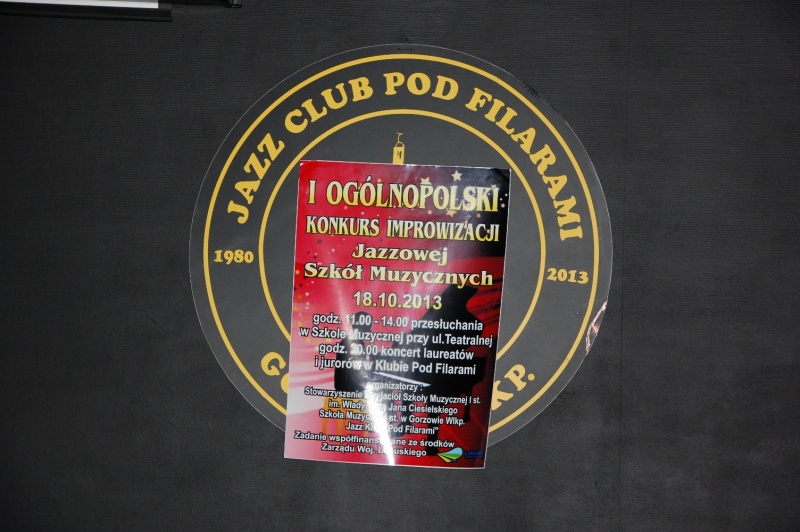 JAZZ CLUB POD FILARAMI
1980
2013
I OGÓLNOPOLSKI
KONKURS IMPROWIZACJI
Jazzowej
Szkół Muzycznych
18.10.2013
godz. 11.00 - 14.00 przesłuchania
w Szkole Muzycznej przy ul.Teatralnej
godz. 20.00 koncert laureatów
i jurorów w Klubie Pod Filarami
organizatorzy :
Stowarzyszenie Przyjaciół Szkoły Muzycznej I st.
im. Jana Ciesielskiego
Szkoła Muzyczna st. w Gorzowie Wlkp.
Jazz Klub "Pod Filarami"
Zadanie współfinansowane ze środków
Zarządu Woj. Lubuskiego